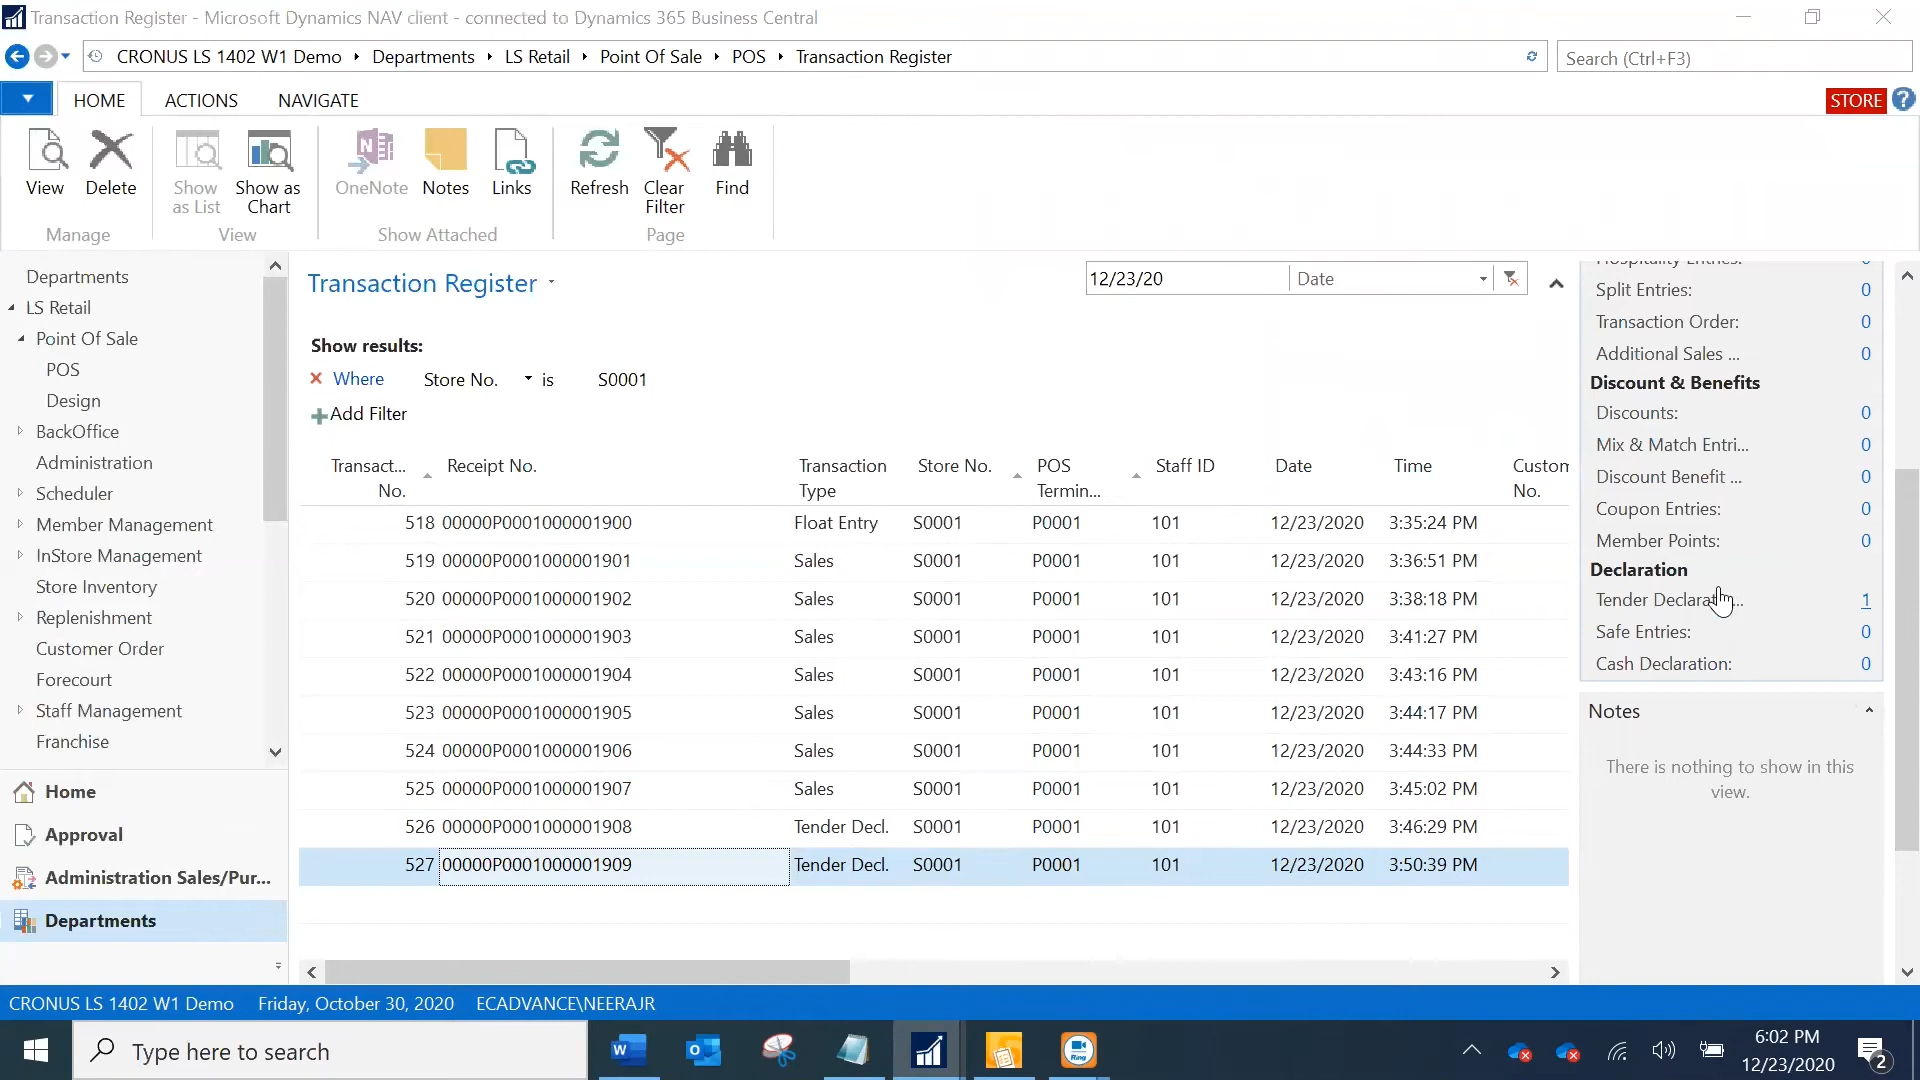 Transaction Register - Microsoft Dynamics NAV client - connected to Dynamics 365 Business Central
CRONUS LS 1402 W1 Demo Departments LS Retail Point Of Sale POS Transaction Register
Search (Ctrl+F3)
HOME ACTIONS NAVIGATE
STORE
View Delete Show as List Show as Chart OneNote Notes Links Refresh Clear Filter Find
Manage View Show Attached Page
Departments
LS Retail
Point Of Sale
POS
Design
BackOffice
Administration
Scheduler
Member Management
InStore Management
Store Inventory
Replenishment
Customer Order
Forecourt
Staff Management
Franchise
Home
Approval
Administration Sales/Pur...
Departments
Transaction Register
12/23/20 Date
Show results:
Where Store No. is S0001
Add Filter
Transact... No. Receipt No. Transaction Type Store No. POS Termin... Staff ID Date Time Custom No.
518 00000P0001000001900 Float Entry S0001 P0001 101 12/23/2020 3:35:24 PM
519 00000P0001000001901 Sales S0001 P0001 101 12/23/2020 3:36:51 PM
520 00000P0001000001902 Sales S0001 P0001 101 12/23/2020 3:38:18 PM
521 00000P0001000001903 Sales S0001 P0001 101 12/23/2020 3:41:27 PM
522 00000P0001000001904 Sales S0001 P0001 101 12/23/2020 3:43:16 PM
523 00000P0001000001905 Sales S0001 P0001 101 12/23/2020 3:44:17 PM
524 00000P0001000001906 Sales S0001 P0001 101 12/23/2020 3:44:33 PM
525 00000P0001000001907 Sales S0001 P0001 101 12/23/2020 3:45:02 PM
526 00000P0001000001908 Tender Decl. S0001 P0001 101 12/23/2020 3:46:29 PM
527 00000P0001000001909 Tender Decl. S0001 P0001 101 12/23/2020 3:50:39 PM
Hospitality Entries: 0
Split Entries: 0
Transaction Order: 0
Additional Sales ... 0
Discount & Benefits
Discounts: 0
Mix & Match Entri... 0
Discount Benefit ... 0
Coupon Entries: 0
Member Points: 0
Declaration
Tender Declarat... 1
Safe Entries: 0
Cash Declaration: 0
Notes
There is nothing to show in this
view.
CRONUS LS 1402 W1 Demo Friday, October 30, 2020 ECADVANCE\NEERAJR
Type here to search
6:02 PM
12/23/2020
2